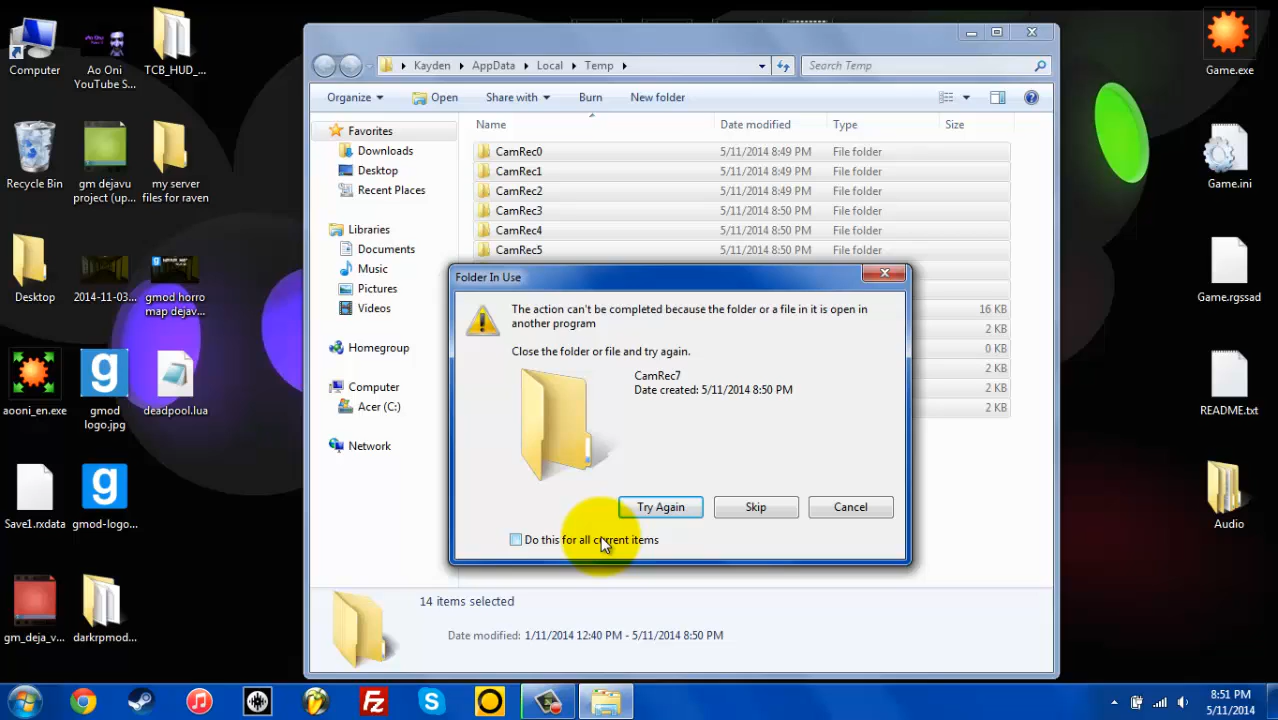 Computer
Ao Oni
YouTube S...
TCB_HUD_...
Recycle Bin
gm dejavu
project (up...
my server
files for raven
Desktop
2014-11-03...
gmod horro
map dejav...
aooni_en.exe
gmod
logo.jpg
deadpool.lua
Save1.rxdata
gmod-logo...
gm_deja_v...
darkrpmod...
Kayden
AppData
Local
Temp
Search Temp
Organize
Open
Share with
Burn
New folder
Name
Date modified
Type
Size
Favorites
Downloads
Desktop
Recent Places
Libraries
Documents
Music
Pictures
Videos
Homegroup
Computer
Acer (C:)
Network
CamRec0 5/11/2014 8:49 PM File folder
CamRec1 5/11/2014 8:49 PM File folder
CamRec2 5/11/2014 8:49 PM File folder
CamRec3 5/11/2014 8:50 PM File folder
CamRec4 5/11/2014 8:50 PM File folder
CamRec5 5/11/2014 8:50 PM File folder
16 KB
2 KB
0 KB
2 KB
2 KB
2 KB
Folder In Use
The action can't be completed because the folder or a file in it is open in
another program
Close the folder or file and try again.
CamRec7
Date created: 5/11/2014 8:50 PM
Try Again
Skip
Cancel
Do this for all current items
14 items selected
Date modified: 1/11/2014 12:40 PM - 5/11/2014 8:50 PM
Game.exe
Game.ini
Game.rgssad
README.txt
Audio
8:51 PM
5/11/2014